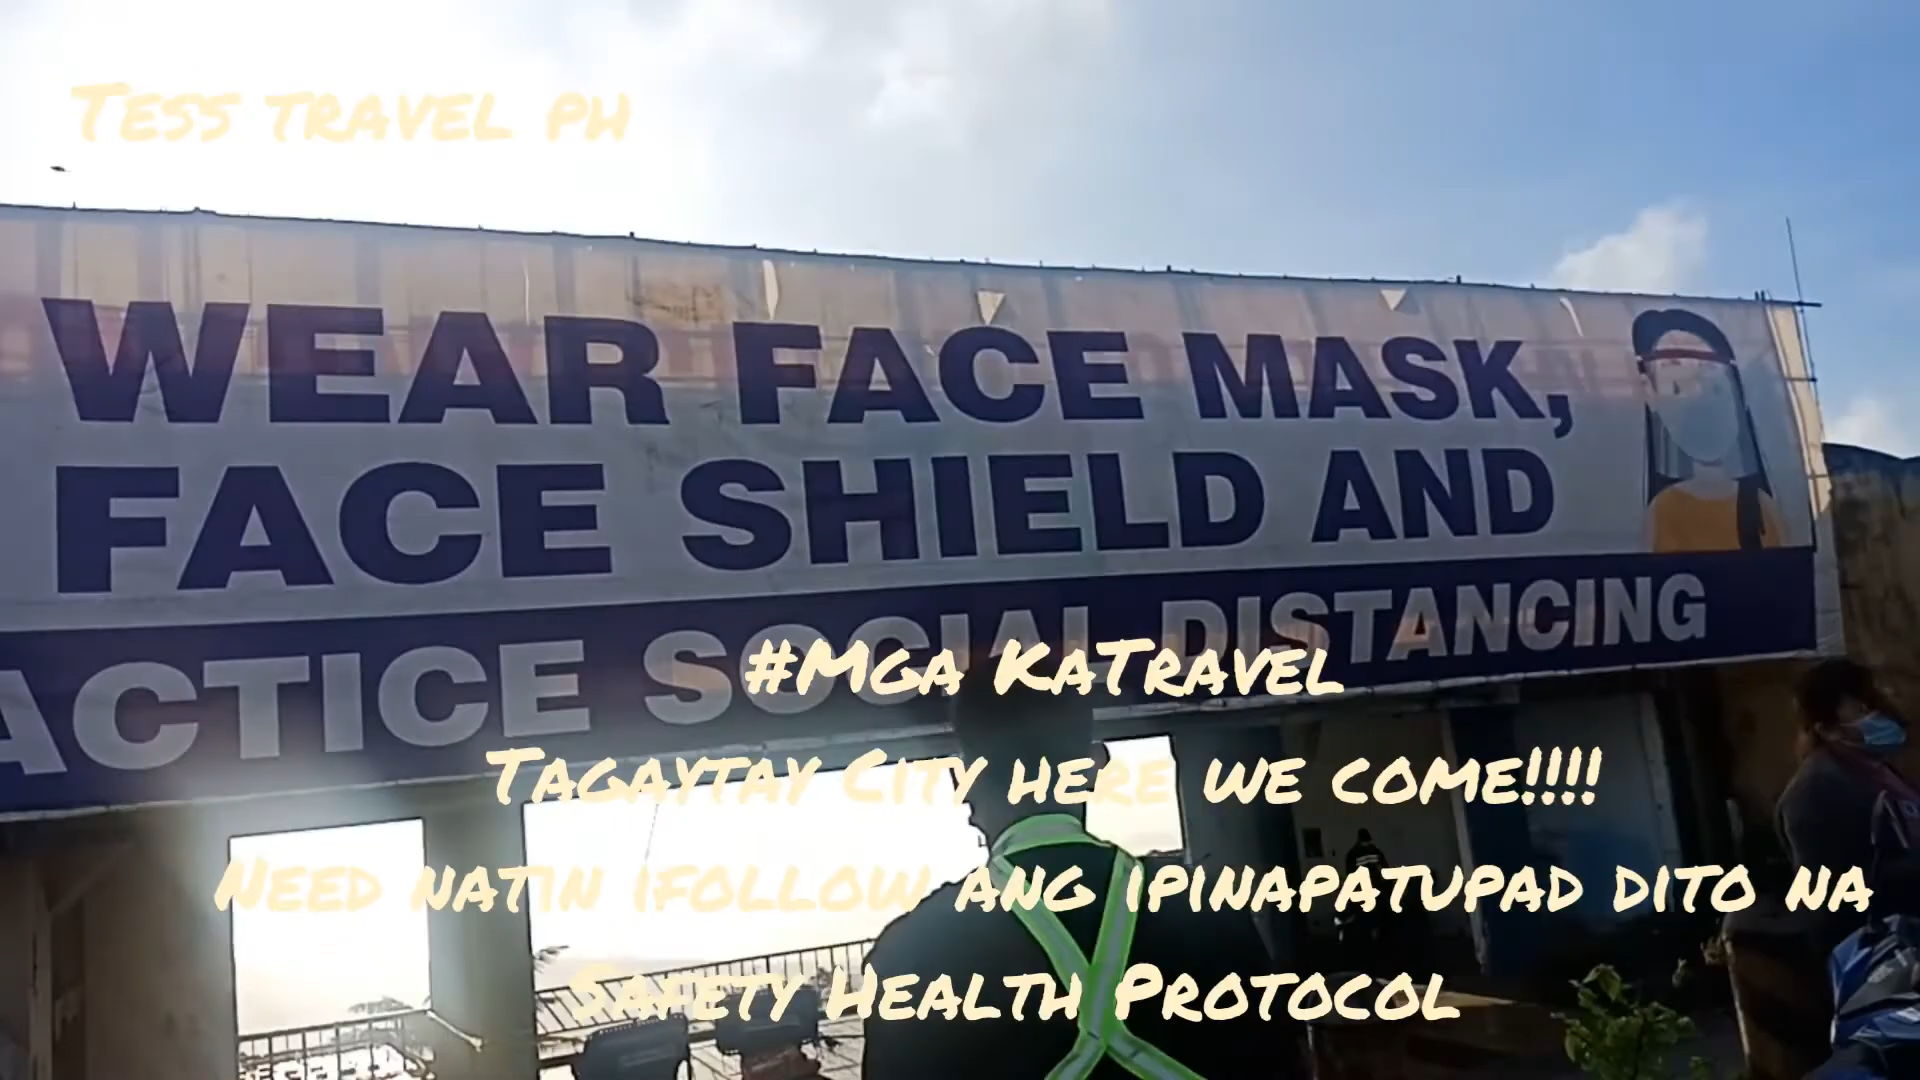 Tess travel ph
WEAR FACE MASK,
FACE SHIELD AND
ACTICE SOCIAL DISTANCING
#Mga KaTravel
Tagaytay City here we come!!!!
Need natin ifollow ang ipinapatupad dito na
Safety Health Protocol